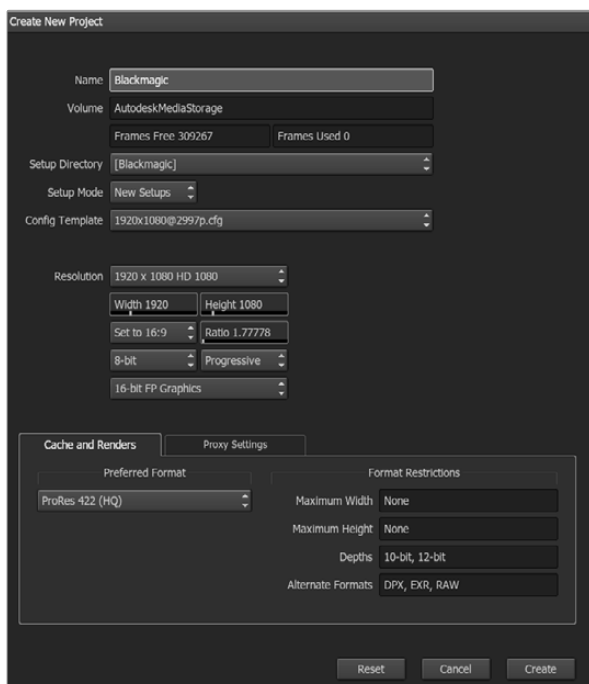 Create New Project
Name Blackmagic
Volume AutodeskMediaStorage
Frames Free 309267 Frames Used 0
Setup Directory [Blackmagic]
Setup Mode New Setups
Config Template 1920x1080@2997p.cfg
Resolution 1920 x 1080 HD 1080
Width 1920 Height 1080
Set to 16:9 Ratio 1.77778
8-bit Progressive
16-bit FP Graphics
Cache and Renders Proxy Settings
Preferred Format Format Restrictions
ProRes 422 (HQ) Maximum Width None
Maximum Height None
Depths 10-bit, 12-bit
Alternate Formats DPX, EXR, RAW
Reset Cancel Create